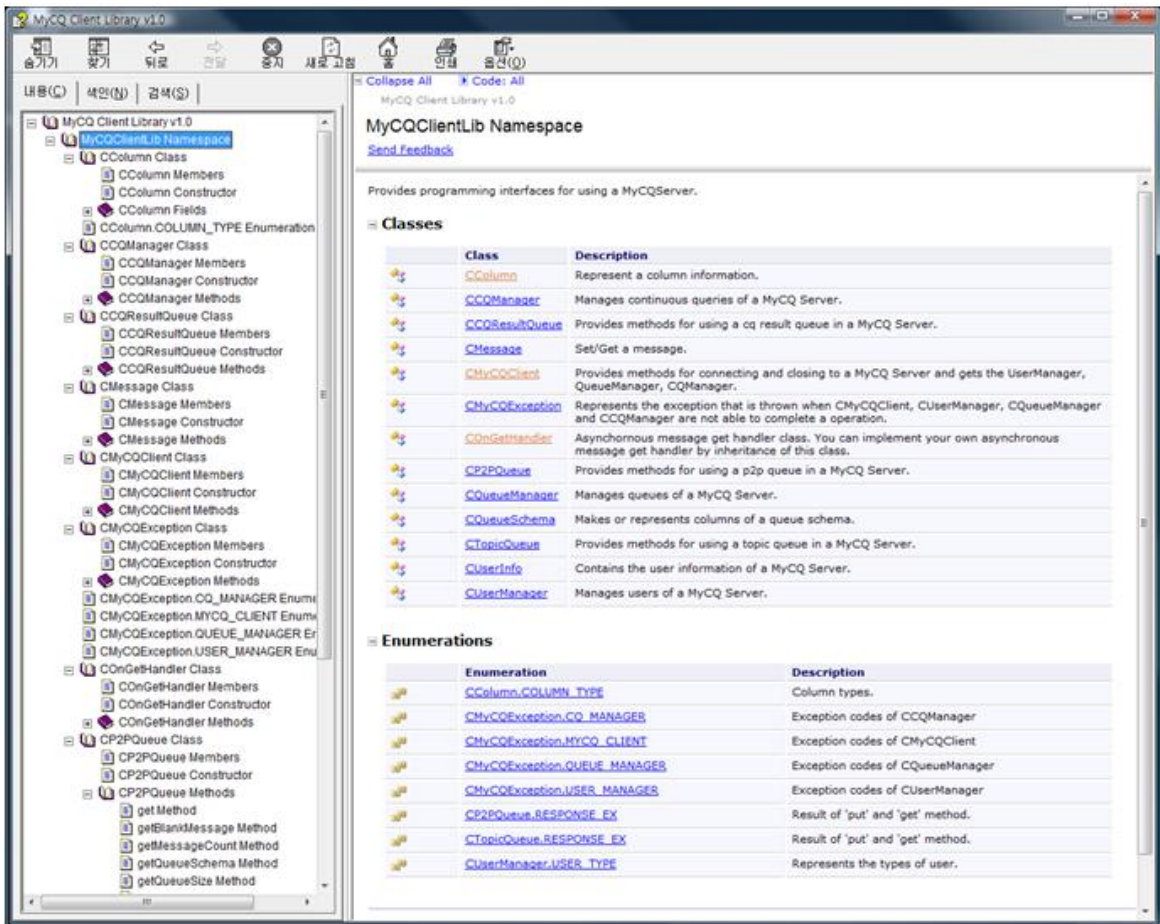 MyCQ Client Library v1.0
숨기기 찾기 뒤로 전달 중지 새로 고침 홈 인쇄 옵션(O)
내용(C) 색인(N) 검색(S)
MyCQ Client Library v1.0
MyCQClientLib Namespace
CColumn Class
CColumn Members
CColumn Constructor
CColumn Fields
CColumn.COLUMN_TYPE Enumeration
CCQManager Class
CCQManager Members
CCQManager Constructor
CCQManager Methods
CCQResultQueue Class
CCQResultQueue Members
CCQResultQueue Constructor
CCQResultQueue Methods
CMessage Class
CMessage Members
CMessage Constructor
CMessage Methods
CMyCQClient Class
CMyCQClient Members
CMyCQClient Constructor
CMyCQClient Methods
CMyCQException Class
CMyCQException Members
CMyCQException Constructor
CMyCQException Methods
CMyCQException.CQ_MANAGER Enume
CMyCQException.MYCQ_CLIENT Enume
CMyCQException.QUEUE_MANAGER Er
CMyCQException.USER_MANAGER Enu
COnGetHandler Class
COnGetHandler Members
COnGetHandler Constructor
COnGetHandler Methods
CP2PQueue Class
CP2PQueue Members
CP2PQueue Constructor
CP2PQueue Methods
get Method
getBlankMessage Method
getMessageCount Method
getQueueSchema Method
getQueueSize Method
Collapse All Code: All
MyCQ Client Library v1.0
MyCQClientLib Namespace
Send Feedback
Provides programming interfaces for using a MyCQServer.
Classes
Class Description
CColumn Represent a column information.
CCQManager Manages continuous queries of a MyCQ Server.
CCQResultQueue Provides methods for using a cq result queue in a MyCQ Server.
CMessage Set/Get a message.
CMyCQClient Provides methods for connecting and closing to a MyCQ Server and gets the UserManager,
QueueManager, CQManager.
CMyCQException Represents the exception that is thrown when CMyCQClient, CUserManager, CQueueManager
and CCQManager are not able to complete a operation.
COnGetHandler Asynchornous message get handler class. You can implement your own asynchronous
message get handler by inheritance of this class.
CP2PQueue Provides methods for using a p2p queue in a MyCQ Server.
CQueueManager Manages queues of a MyCQ Server.
CQueueSchema Makes or represents columns of a queue schema.
CTopicQueue Provides methods for using a topic queue in a MyCQ Server.
CUserInfo Contains the user information of a MyCQ Server.
CUserManager Manages users of a MyCQ Server.
Enumerations
Enumeration Description
CColumn.COLUMN_TYPE Column types.
CMyCQException.CQ_MANAGER Exception codes of CCQManager
CMyCQException.MYCQ_CLIENT Exception codes of CMyCQClient
CMyCQException.QUEUE_MANAGER Exception codes of CQueueManager
CMyCQException.USER_MANAGER Exception codes of CUserManager
CP2PQueue.RESPONSE_EX Result of 'put' and 'get' method.
CTopicQueue.RESPONSE_EX Result of 'put' and 'get' method.
CUserManager.USER_TYPE Represents the types of user.